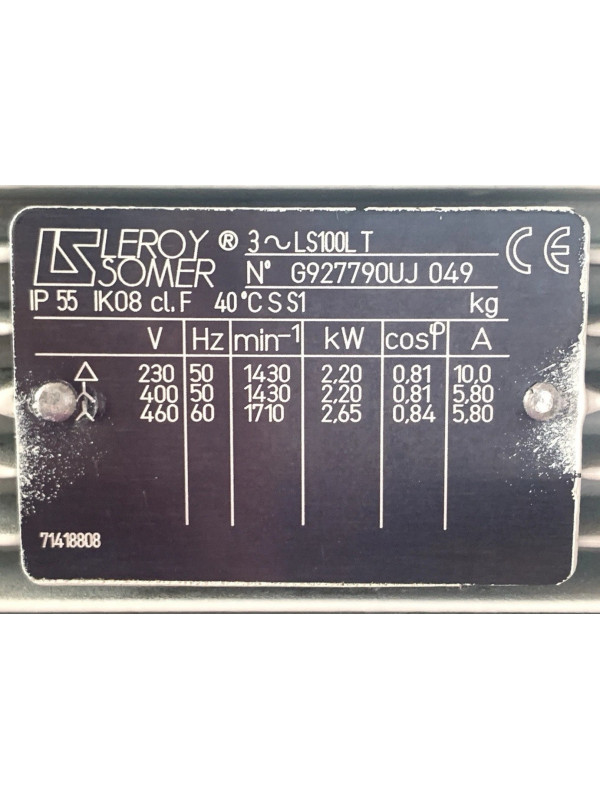 LEROY SOMER ® 3~LS100L T CE
N° G927790UJ 049
IP 55 IK08 cl.F 40°C S S1 kg
V Hz min-1 kW cosφ A
△ 230 50 1430 2,20 0,81 10,0
400 50 1430 2,20 0,81 5,80
460 60 1710 2,65 0,84 5,80
71418808